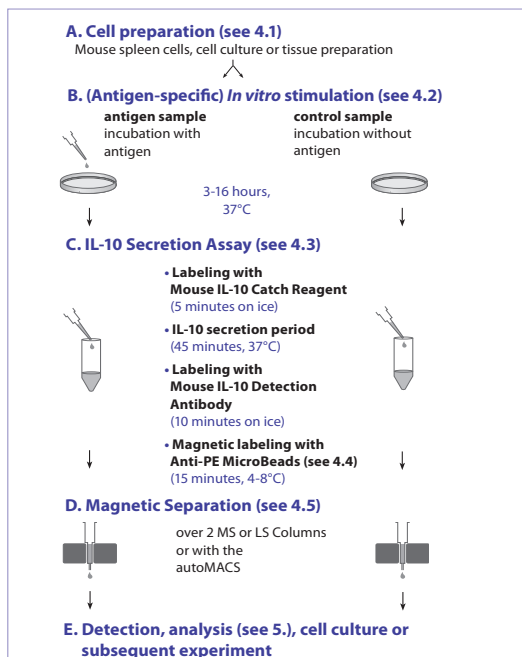 A. Cell preparation (see 4.1)
Mouse spleen cells, cell culture or tissue preparation
B. (Antigen-specific) In vitro stimulation (see 4.2)
antigen sample
incubation with
antigen
control sample
incubation without
antigen
3-16 hours,
37°C
C. IL-10 Secretion Assay (see 4.3)
• Labeling with
Mouse IL-10 Catch Reagent
(5 minutes on ice)
• IL-10 secretion period
(45 minutes, 37°C)
• Labeling with
Mouse IL-10 Detection
Antibody
(10 minutes on ice)
• Magnetic labeling with
Anti-PE MicroBeads (see 4.4)
(15 minutes, 4-8°C)
D. Magnetic Separation (see 4.5)
over 2 MS or LS Columns
or with the
autoMACS
E. Detection, analysis (see 5.), cell culture or
subsequent experiment